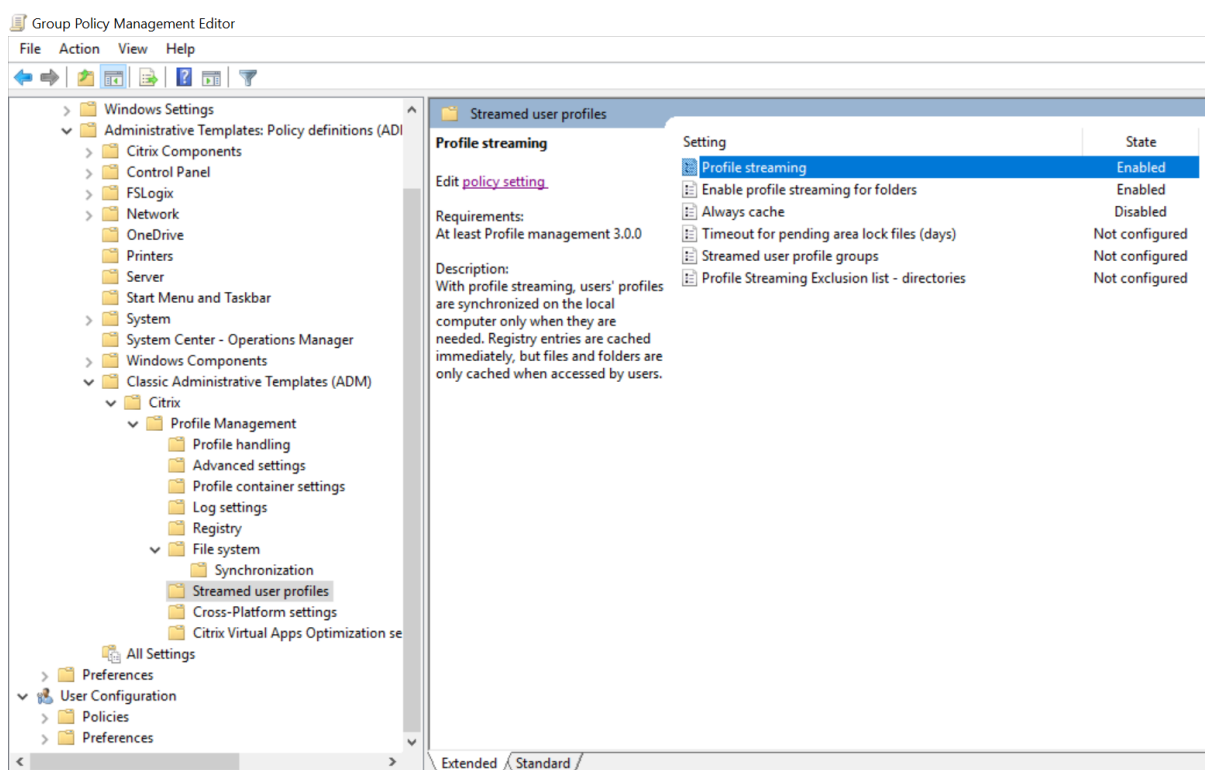 Group Policy Management Editor
File Action View Help
Windows Settings
Administrative Templates: Policy definitions (ADI
Citrix Components
Control Panel
FSLogix
Network
OneDrive
Printers
Server
Start Menu and Taskbar
System
System Center - Operations Manager
Windows Components
Classic Administrative Templates (ADM)
Citrix
Profile Management
Profile handling
Advanced settings
Profile container settings
Log settings
Registry
File system
Synchronization
Streamed user profiles
Cross-Platform settings
Citrix Virtual Apps Optimization se
All Settings
Preferences
User Configuration
Policies
Preferences
Streamed user profiles
Profile streaming
Edit policy setting
Requirements:
At least Profile management 3.0.0
Description:
With profile streaming, users' profiles
are synchronized on the local
computer only when they are
needed. Registry entries are cached
immediately, but files and folders are
only cached when accessed by users.
Setting State
Profile streaming Enabled
Enable profile streaming for folders Enabled
Always cache Disabled
Timeout for pending area lock files (days) Not configured
Streamed user profile groups Not configured
Profile Streaming Exclusion list - directories Not configured
Extended Standard